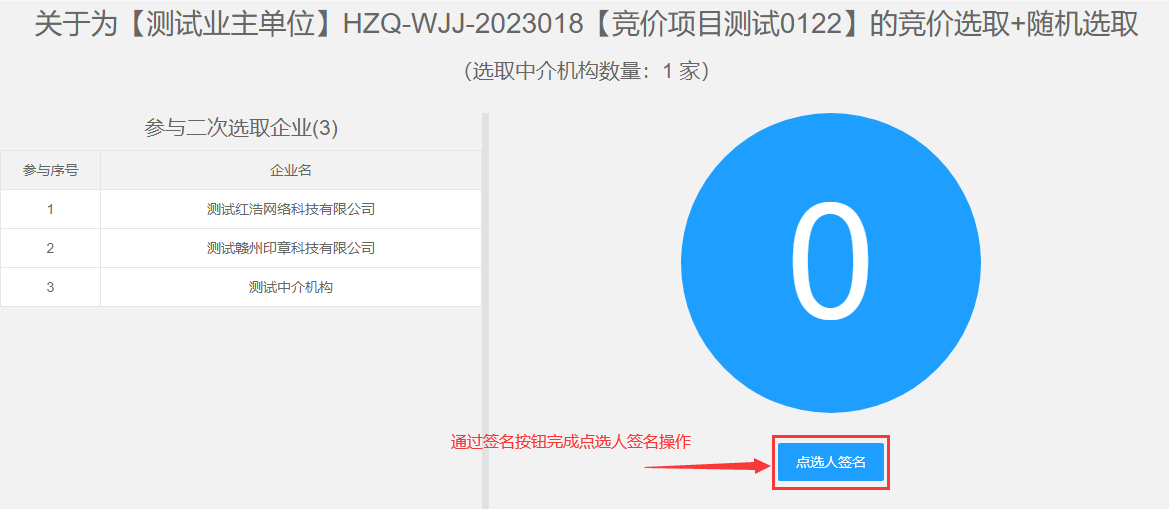 关于为【测试业主单位】HZQ-WJJ-2023018【竞价项目测试0122】的竞价选取+随机选取
（选取中介机构数量：1 家）
参与二次选取企业(3)
参与序号 企业名
1 测试红浩网络科技有限公司
2 测试赣州印章科技有限公司
3 测试中介机构
0
通过签名按钮完成点选人签名操作
点选人签名